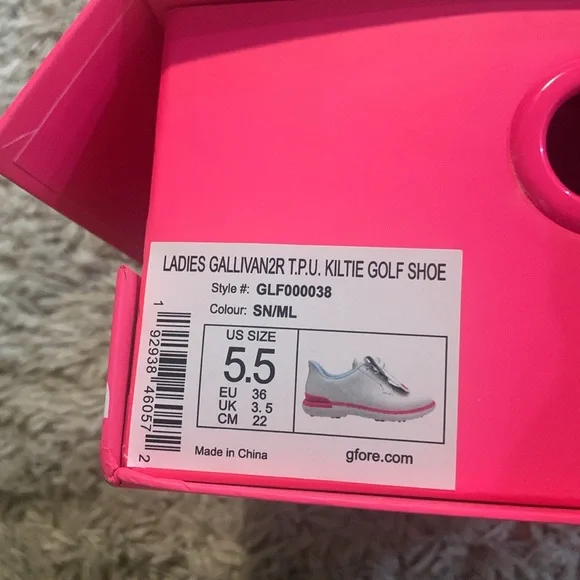 LADIES GALLIVAN2R T.P.U. KILTIE GOLF SHOE
Style #: GLF000038
Colour: SN/ML
US SIZE
5.5
EU 36
UK 3.5
CM 22
Made in China
gfore.com
1 92938 46057 2